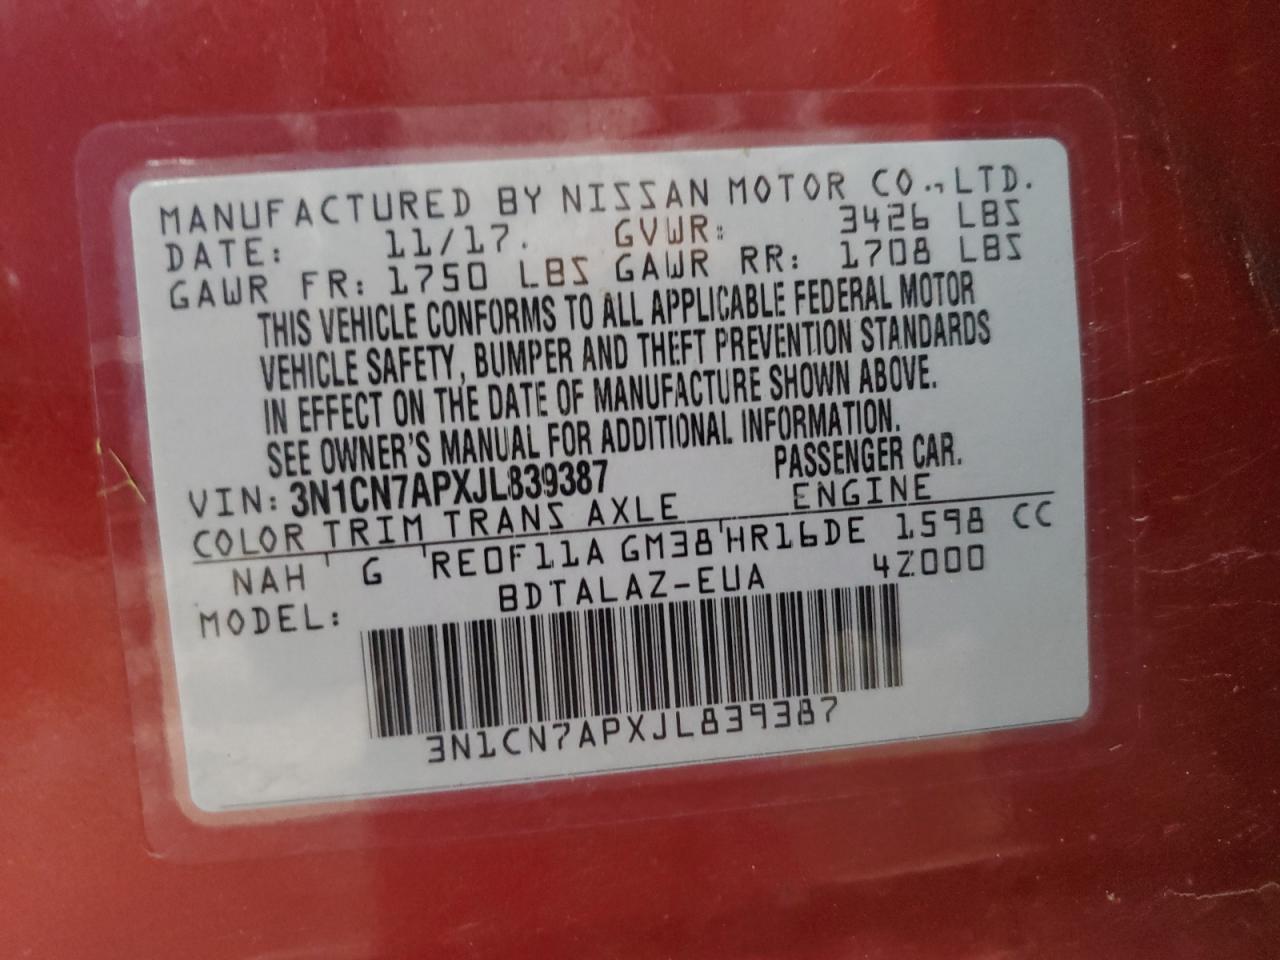 MANUFACTURED BY NISSAN MOTOR CO., LTD.
DATE: 11/17. GVWR: 3426 LBS
GAWR FR: 1750 LBS GAWR RR: 1708 LBS
THIS VEHICLE CONFORMS TO ALL APPLICABLE FEDERAL MOTOR
VEHICLE SAFETY, BUMPER AND THEFT PREVENTION STANDARDS
IN EFFECT ON THE DATE OF MANUFACTURE SHOWN ABOVE.
SEE OWNER'S MANUAL FOR ADDITIONAL INFORMATION.
VIN: 3N1CN7APXJL839387 PASSENGER CAR.
COLOR TRIM TRANS AXLE ENGINE
NAH G RE0F11A GM38 HR16DE 1598 CC
MODEL: BDTALAZ-EUA 4Z000
3N1CN7APXJL839387